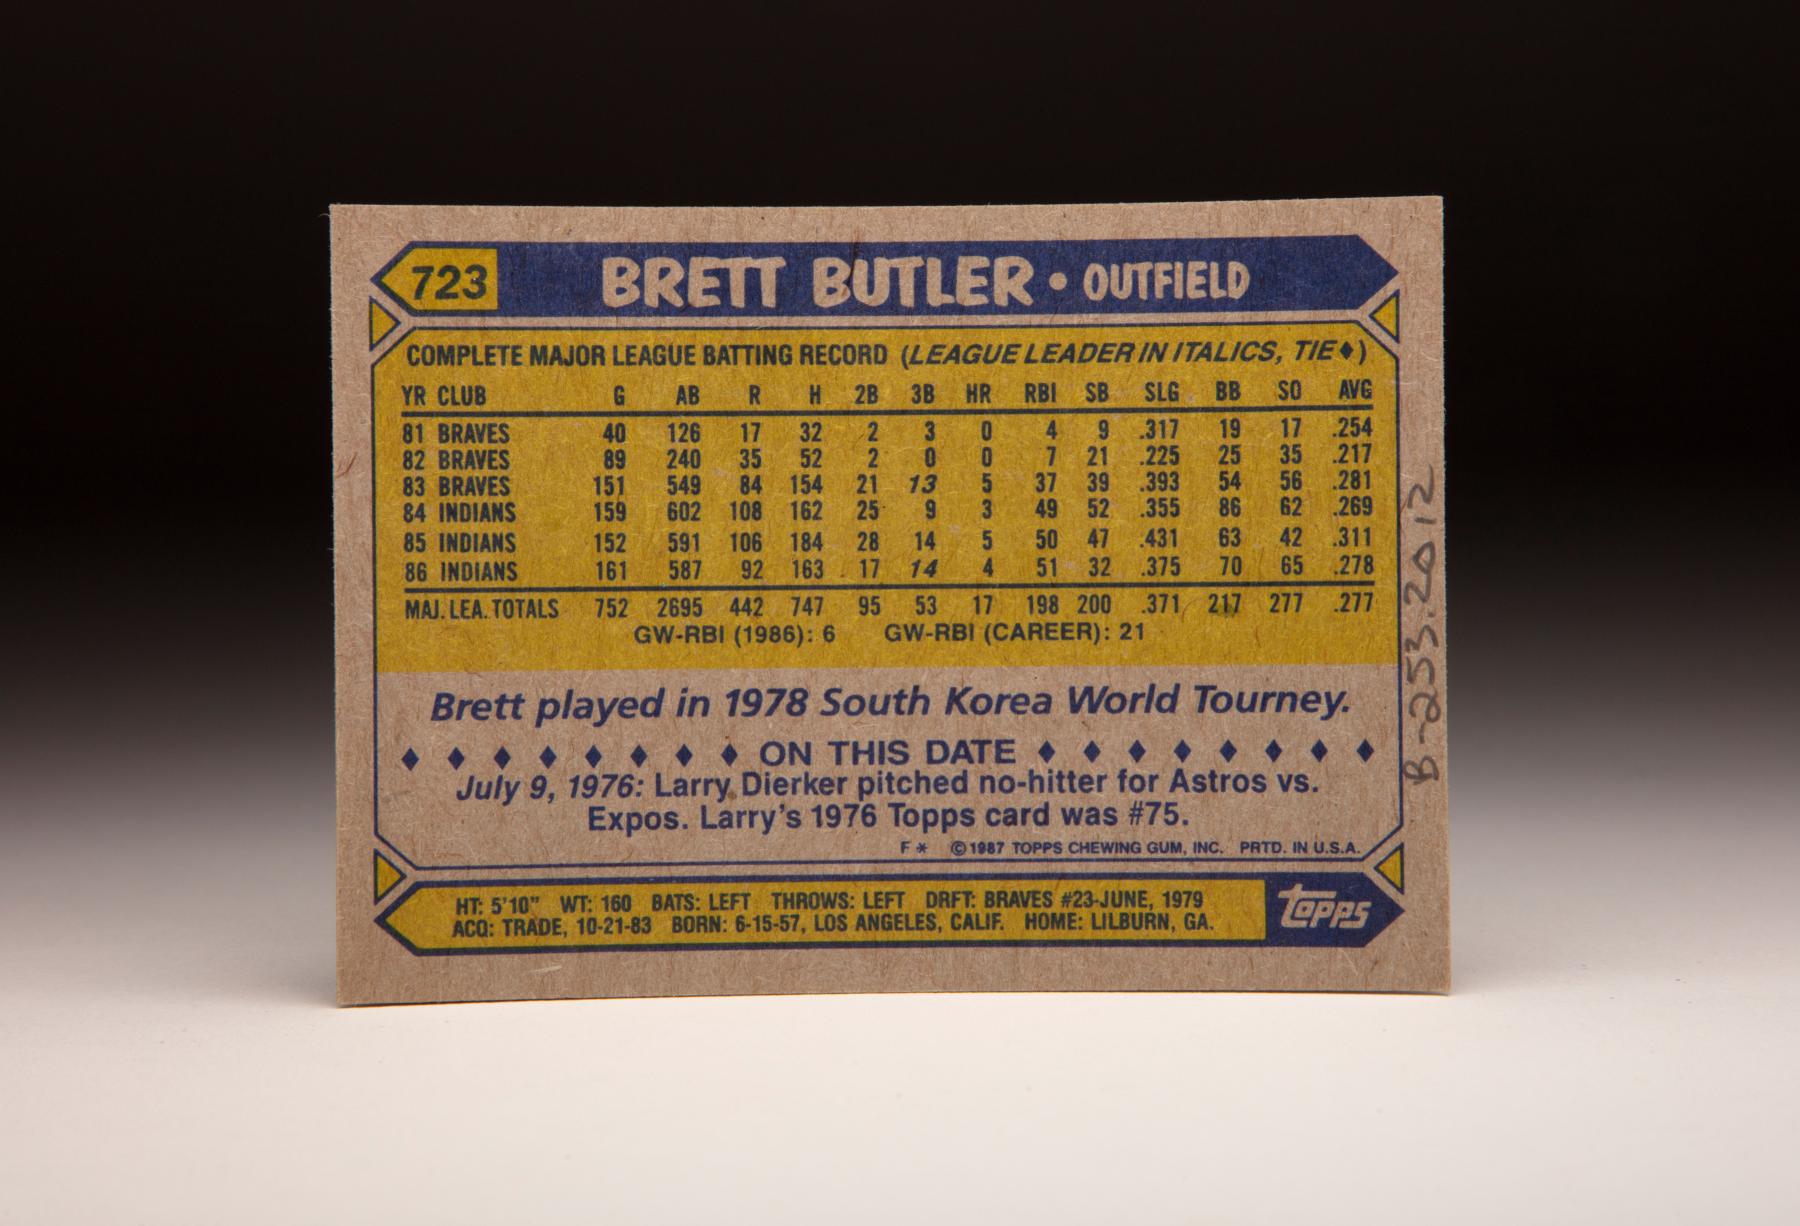 723 BRETT BUTLER • OUTFIELD
COMPLETE MAJOR LEAGUE BATTING RECORD (LEAGUE LEADER IN ITALICS, TIE♦)
YR CLUB G AB R H 2B 3B HR RBI SB SLG BB SO AVG
81 BRAVES 40 126 17 32 2 3 0 4 9 .317 19 17 .254
82 BRAVES 89 240 35 52 2 0 0 7 21 .225 25 35 .217
83 BRAVES 151 549 84 154 21 13 5 37 39 .393 54 56 .281
84 INDIANS 159 602 108 162 25 9 3 49 52 .355 86 62 .269
85 INDIANS 152 591 106 184 28 14 5 50 47 .431 63 42 .311
86 INDIANS 161 587 92 163 17 14 4 51 32 .375 70 65 .278
MAJ. LEA. TOTALS 752 2695 442 747 95 53 17 198 200 .371 217 277 .277
GW-RBI (1986): 6 GW-RBI (CAREER): 21
Brett played in 1978 South Korea World Tourney.
♦ ♦ ♦ ♦ ♦ ♦ ♦ ♦ ON THIS DATE ♦ ♦ ♦ ♦ ♦ ♦ ♦ ♦
July 9, 1976: Larry Dierker pitched no-hitter for Astros vs.
Expos. Larry's 1976 Topps card was #75.
F * © 1987 TOPPS CHEWING GUM, INC. PRTD. IN U.S.A.
HT: 5'10" WT: 160 BATS: LEFT THROWS: LEFT DRFT: BRAVES #23-JUNE, 1979
ACQ: TRADE, 10-21-83 BORN: 6-15-57, LOS ANGELES, CALIF. HOME: LILBURN, GA.
topps
B-253.2012